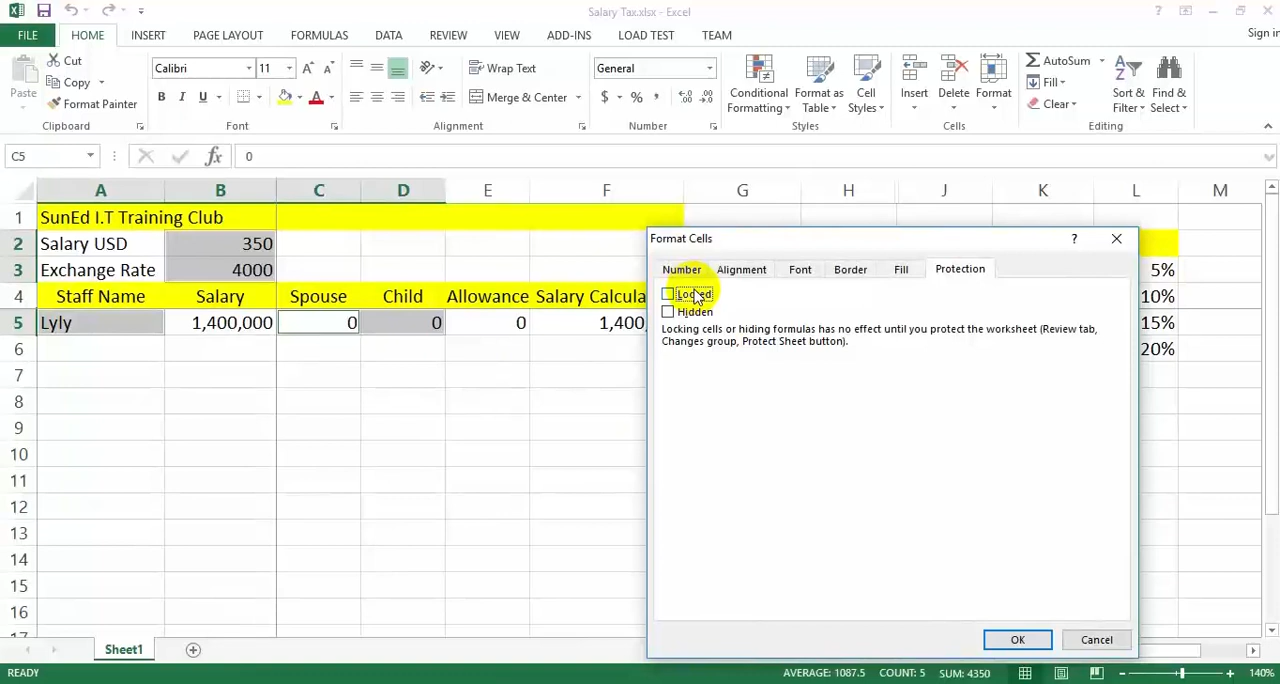 Salary Tax.xlsx - Excel
FILE HOME INSERT PAGE LAYOUT FORMULAS DATA REVIEW VIEW ADD-INS LOAD TEST TEAM Sign in
Paste
Cut
Copy
Format Painter
Clipboard
Calibri 11
B I U
Font
Wrap Text
Merge & Center
Alignment
General
$ % ,
Number
Conditional Formatting
Format as Table
Cell Styles
Styles
Insert Delete Format
Cells
AutoSum
Fill
Clear
Sort & Filter
Find & Select
Editing
C5 fx 0
A B C D E F G H J K L M
1 SunEd I.T Training Club
2 Salary USD 350
3 Exchange Rate 4000 5%
4 Staff Name Salary Spouse Child Allowance Salary Calcula 10%
5 Lyly 1,400,000 0 0 0 1,400, 15%
6 20%
7
8
9
10
11
12
13
14
15
16
17
Format Cells ?
Number Alignment Font Border Fill Protection
Locked
Hidden
Locking cells or hiding formulas has no effect until you protect the worksheet (Review tab,
Changes group, Protect Sheet button).
OK Cancel
Sheet1
READY AVERAGE: 1087.5 COUNT: 5 SUM: 4350 140%